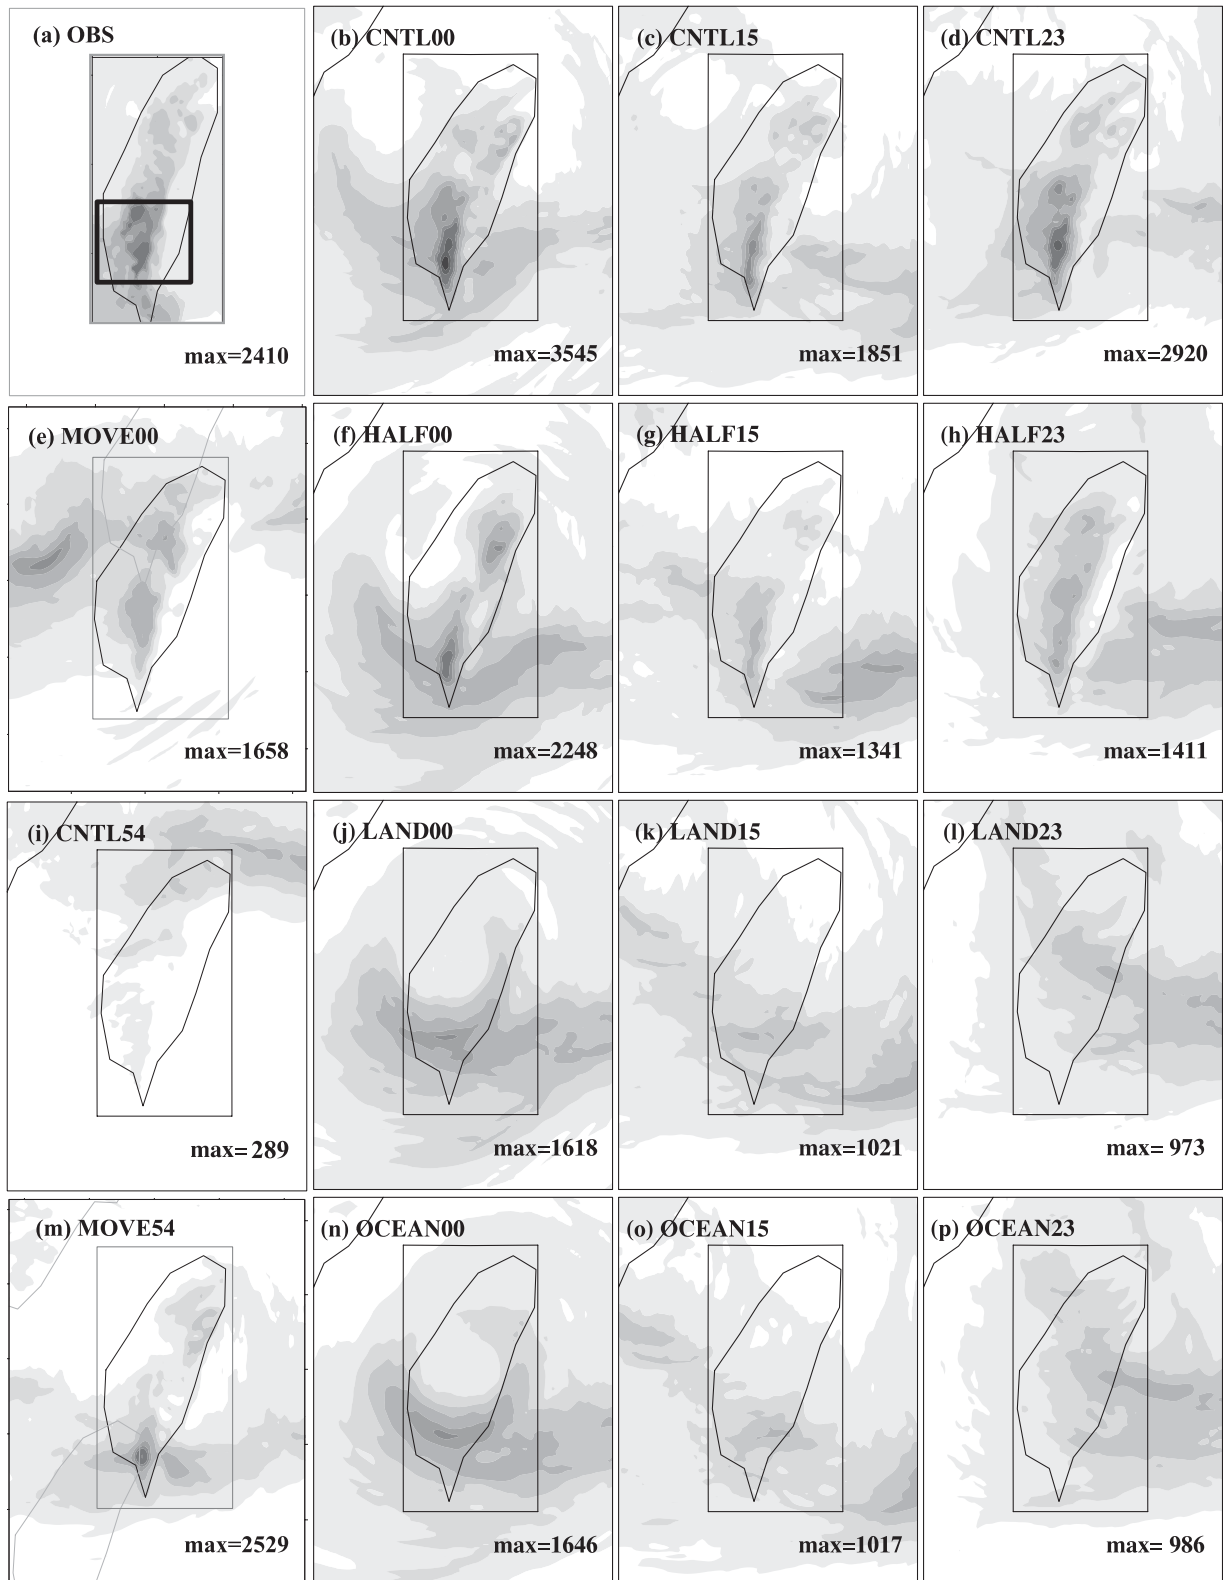 (a) OBS
max=2410
(b) CNTL00
max=3545
(c) CNTL15
max=1851
(d) CNTL23
max=2920
(e) MOVE00
max=1658
(f) HALF00
max=2248
(g) HALF15
max=1341
(h) HALF23
max=1411
(i) CNTL54
max= 289
(j) LAND00
max=1618
(k) LAND15
max=1021
(l) LAND23
max= 973
(m) MOVE54
max=2529
(n) OCEAN00
max=1646
(o) OCEAN15
max=1017
(p) OCEAN23
max= 986